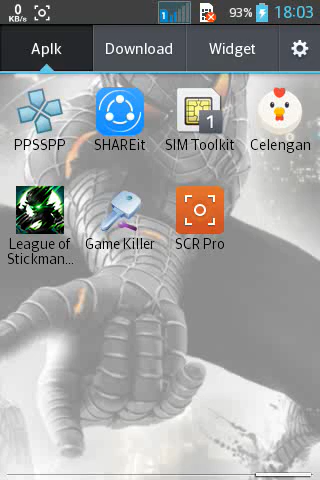 0
KB/s
1
93%
18:03
Aplk
Download
Widget
PPSSPP
SHAREit
1
SIM Toolkit
Celengan
League of
Stickman...
Game Killer
SCR Pro